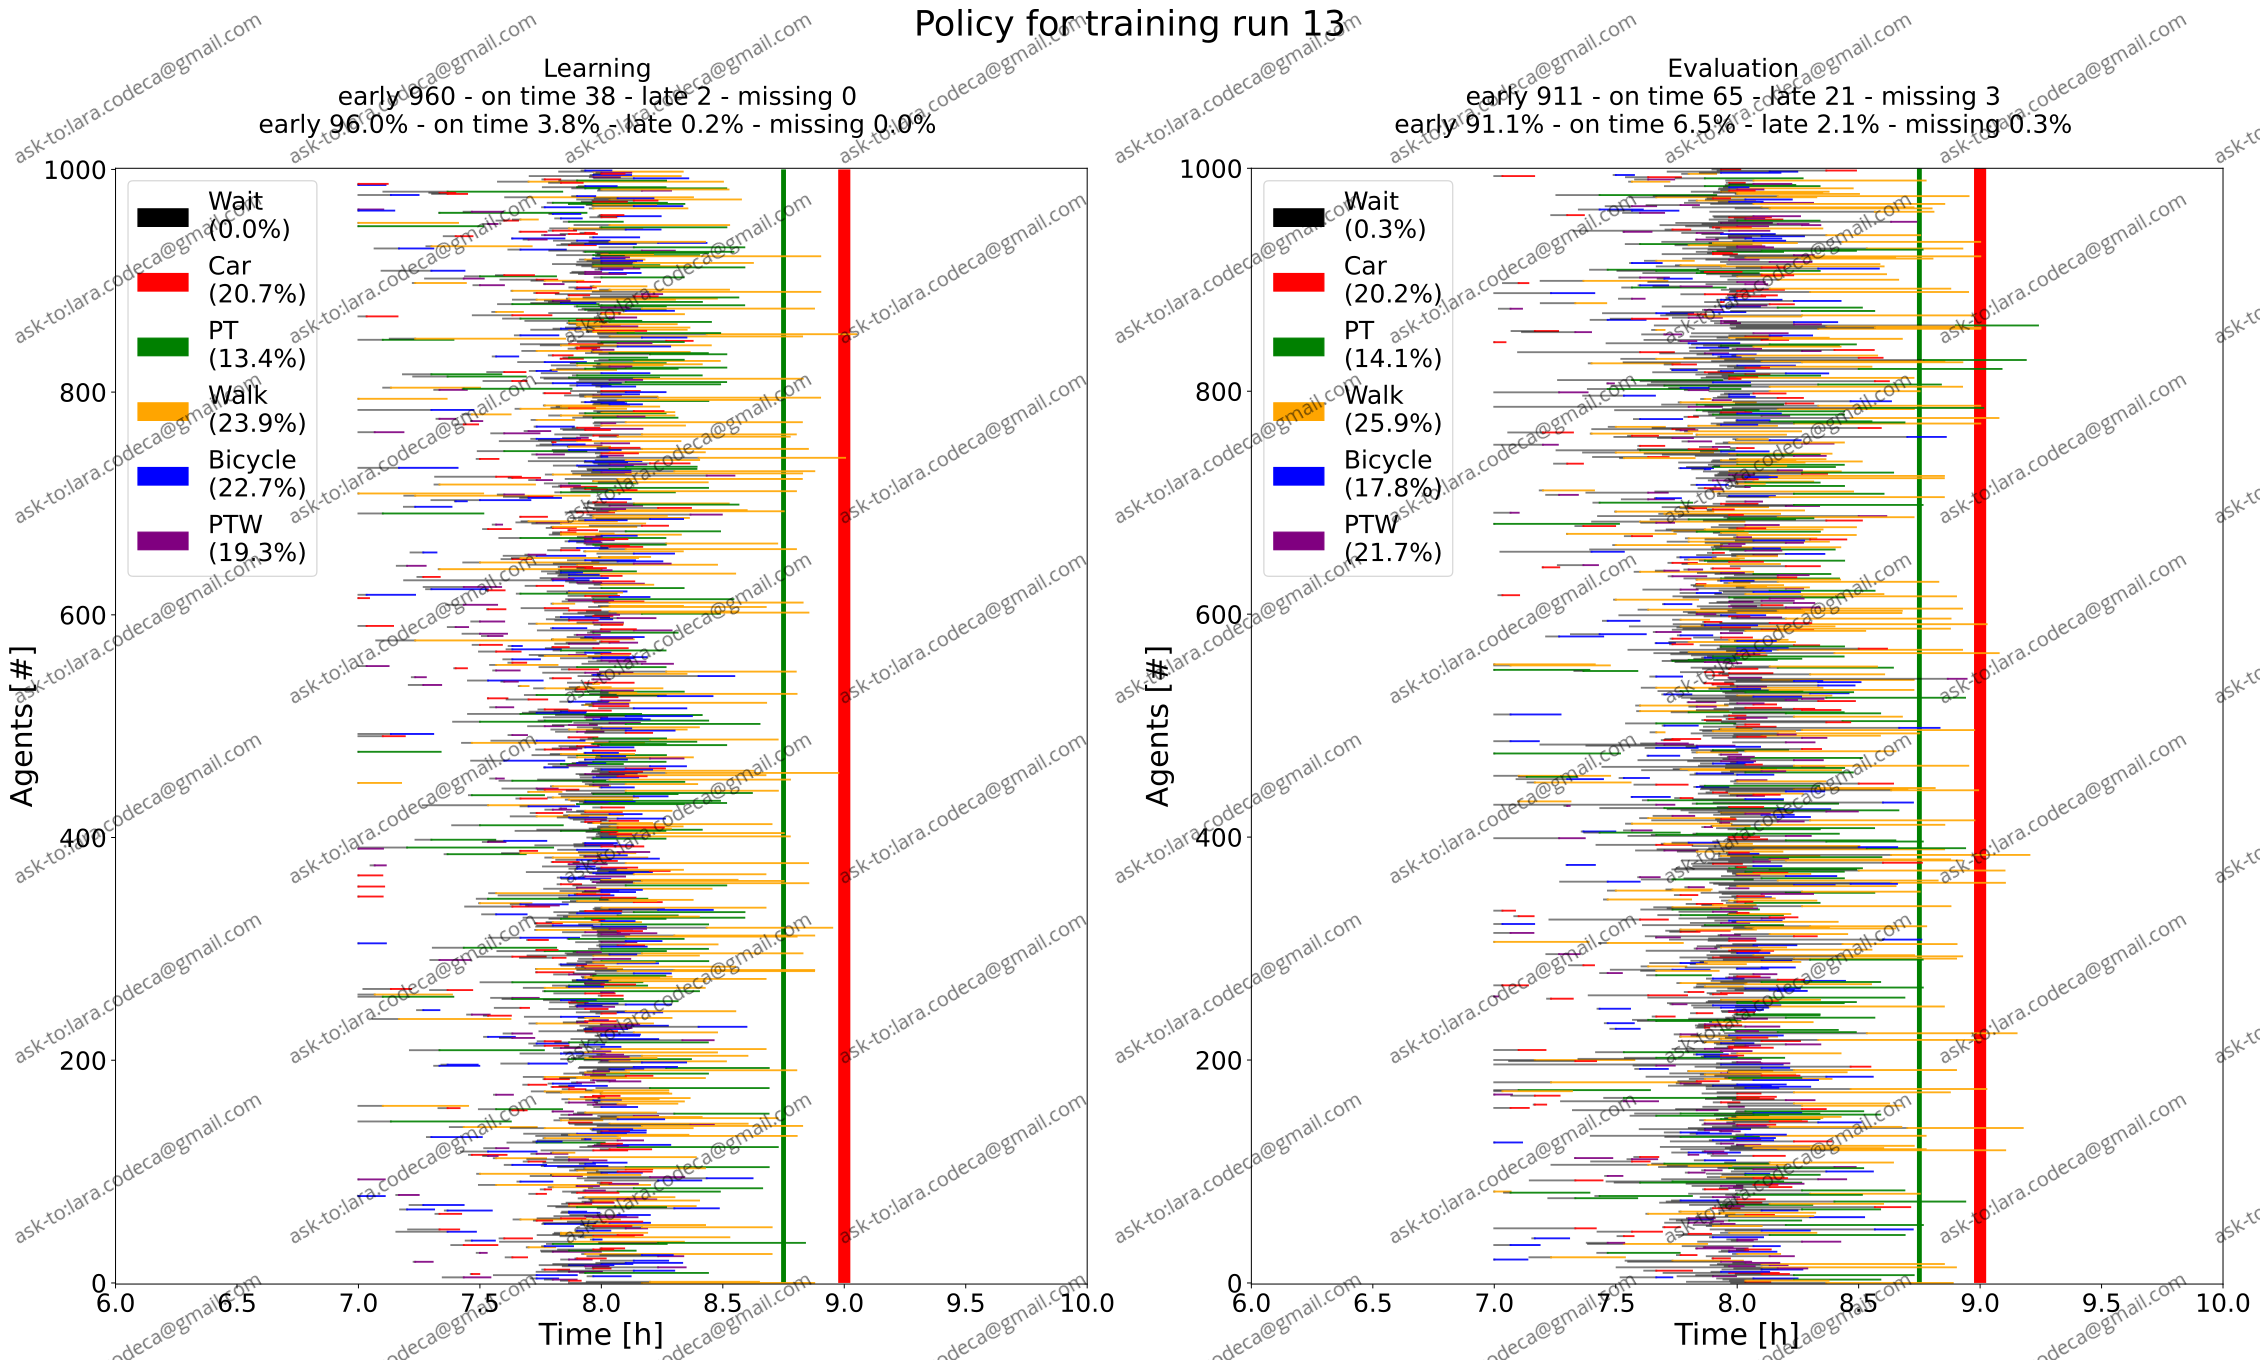 Policy for training run 13
Learning
early 960 - on time 38 - late 2 - missing 0
early 96.0% - on time 3.8% - late 0.2% - missing 0.0%
1000
800
600
400
200
0
Agents [#]
Wait
(0.0%)
Car
(20.7%)
PT
(13.4%)
Walk
(23.9%)
Bicycle
(22.7%)
PTW
(19.3%)
6.0 6.5 7.0 7.5 8.0 8.5 9.0 9.5 10.0
Time [h]
Evaluation
early 911 - on time 65 - late 21 - missing 3
early 91.1% - on time 6.5% - late 2.1% - missing 0.3%
1000
800
600
400
200
0
Agents [#]
Wait
(0.3%)
Car
(20.2%)
PT
(14.1%)
Walk
(25.9%)
Bicycle
(17.8%)
PTW
(21.7%)
6.0 6.5 7.0 7.5 8.0 8.5 9.0 9.5 10.0
Time [h]
ask-to:lara.codeca@gmail.com